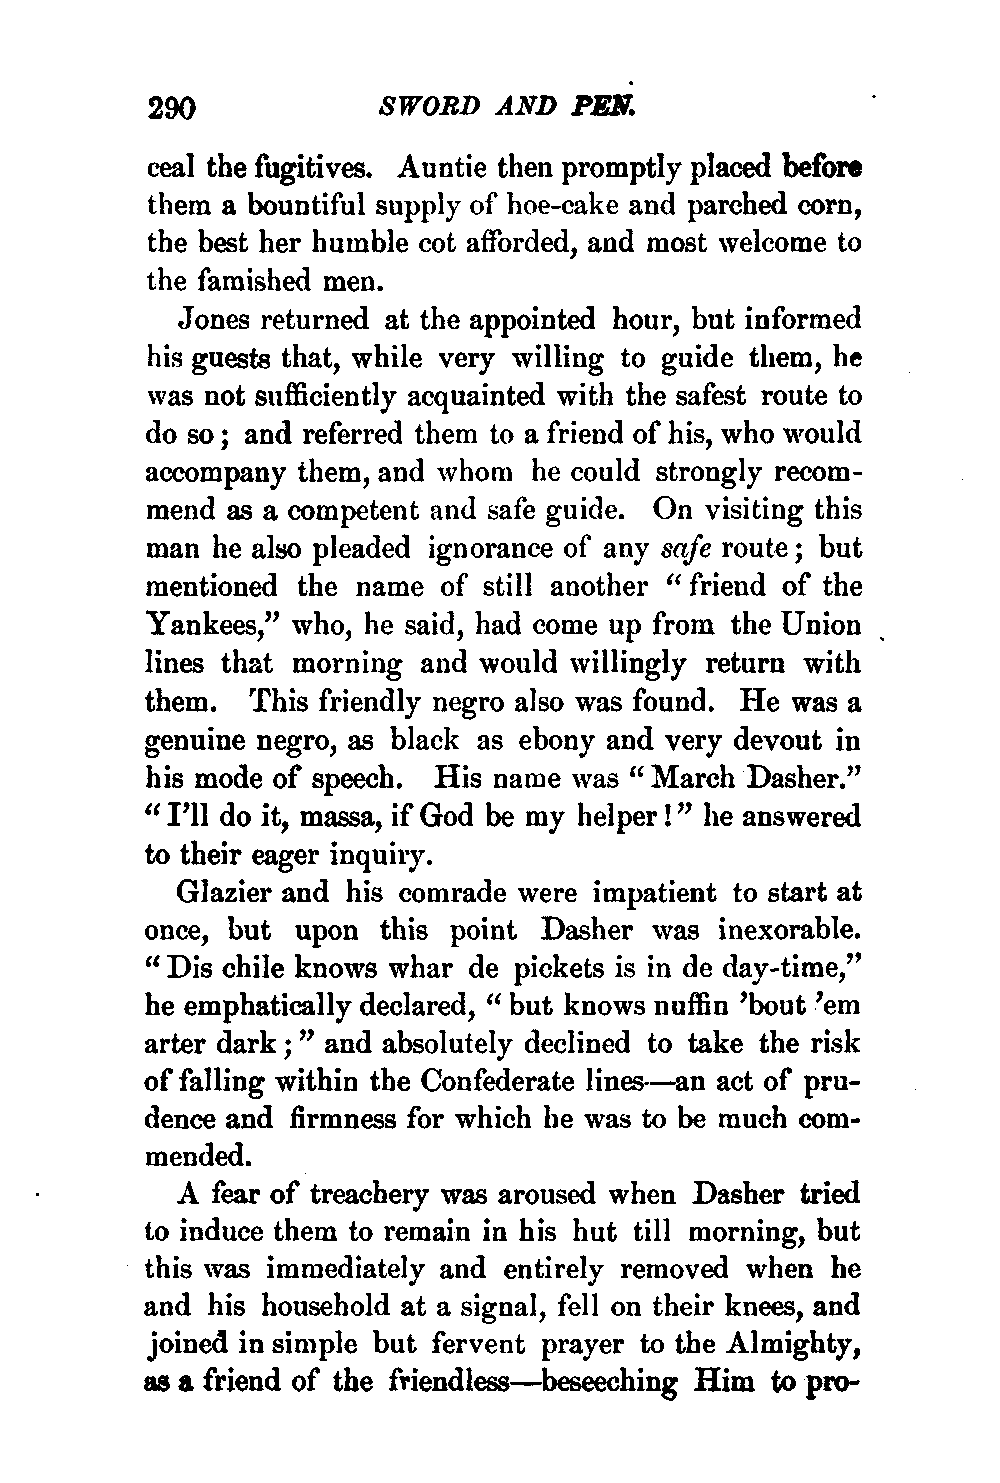 290 SWORD AND PEN.
ceal the fugitives. Auntie then promptly placed before
them a bountiful supply of hoe-cake and parched corn,
the best her humble cot afforded, and most welcome to
the famished men.
Jones returned at the appointed hour, but informed
his guests that, while very willing to guide them, he
was not sufficiently acquainted with the safest route to
do so; and referred them to a friend of his, who would
accompany them, and whom he could strongly recom-
mend as a competent and safe guide. On visiting this
man he also pleaded ignorance of any safe route; but
mentioned the name of still another “friend of the
Yankees,” who, he said, had come up from the Union
lines that morning and would willingly return with
them. This friendly negro also was found. He was a
genuine negro, as black as ebony and very devout in
his mode of speech. His name was “March Dasher.”
“I’ll do it, massa, if God be my helper!” he answered
to their eager inquiry.
Glazier and his comrade were impatient to start at
once, but upon this point Dasher was inexorable.
“Dis chile knows whar de pickets is in de day-time,”
he emphatically declared, “but knows nuffin ’bout ’em
arter dark;” and absolutely declined to take the risk
of falling within the Confederate lines—an act of pru-
dence and firmness for which he was to be much com-
mended.
A fear of treachery was aroused when Dasher tried
to induce them to remain in his hut till morning, but
this was immediately and entirely removed when he
and his household at a signal, fell on their knees, and
joined in simple but fervent prayer to the Almighty,
as a friend of the friendless—beseeching Him to pro-